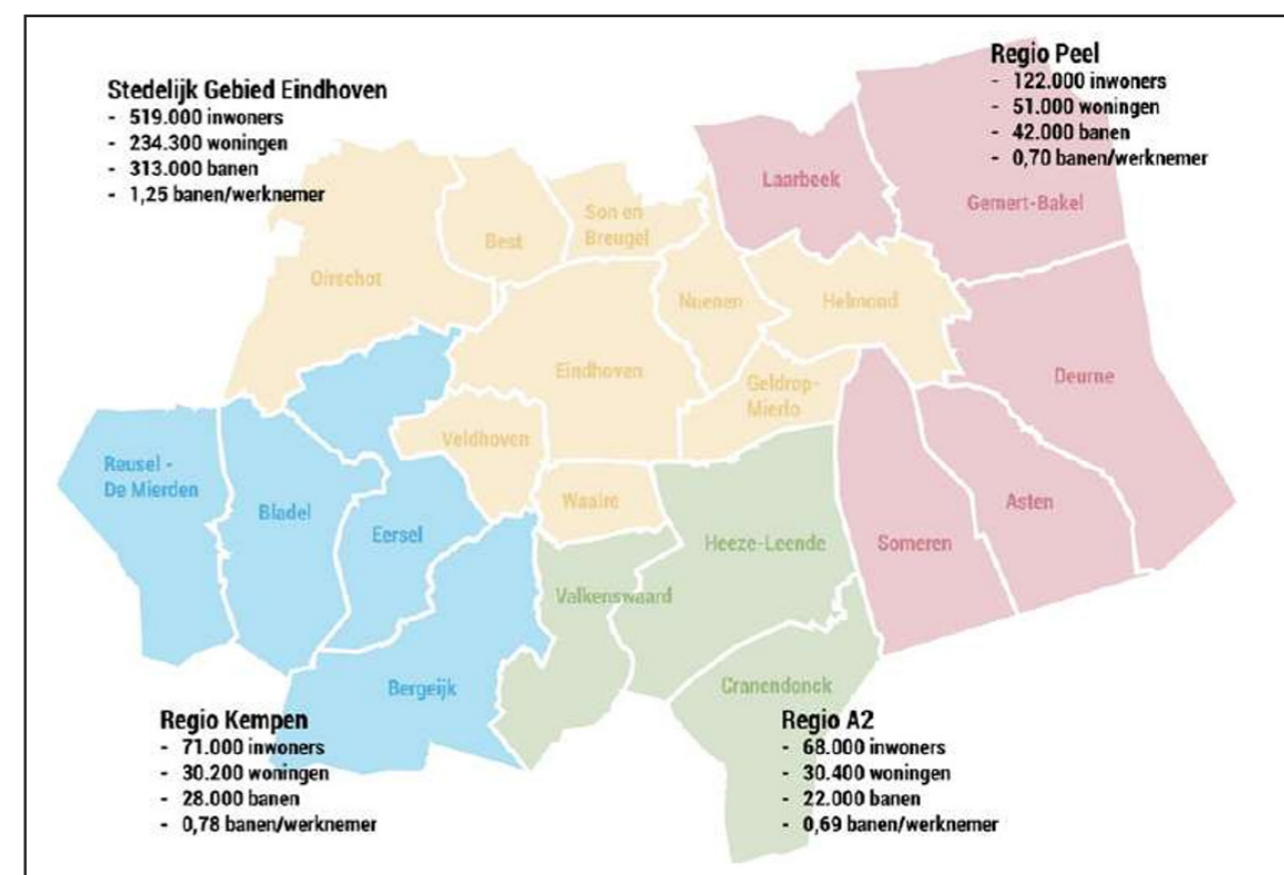 Stedelijk Gebied Eindhoven
- 519.000 inwoners
- 234.300 woningen
- 313.000 banen
- 1,25 banen/werknemer
Regio Peel
- 122.000 inwoners
- 51.000 woningen
- 42.000 banen
- 0,70 banen/werknemer
Laarbeek
Gemert-Bakel
Son en
Breugel
Best
Oirschot
Nuenen
Helmond
Eindhoven
Geldrop-
Mierlo
Deurne
Veldhoven
Reusel -
De Mierden
Bladel
Eersel
Waalre
Heeze-Leende
Someren
Asten
Valkenswaard
Bergeijk
Cranendonck
Regio Kempen
- 71.000 inwoners
- 30.200 woningen
- 28.000 banen
- 0,78 banen/werknemer
Regio A2
- 68.000 inwoners
- 30.400 woningen
- 22.000 banen
- 0,69 banen/werknemer